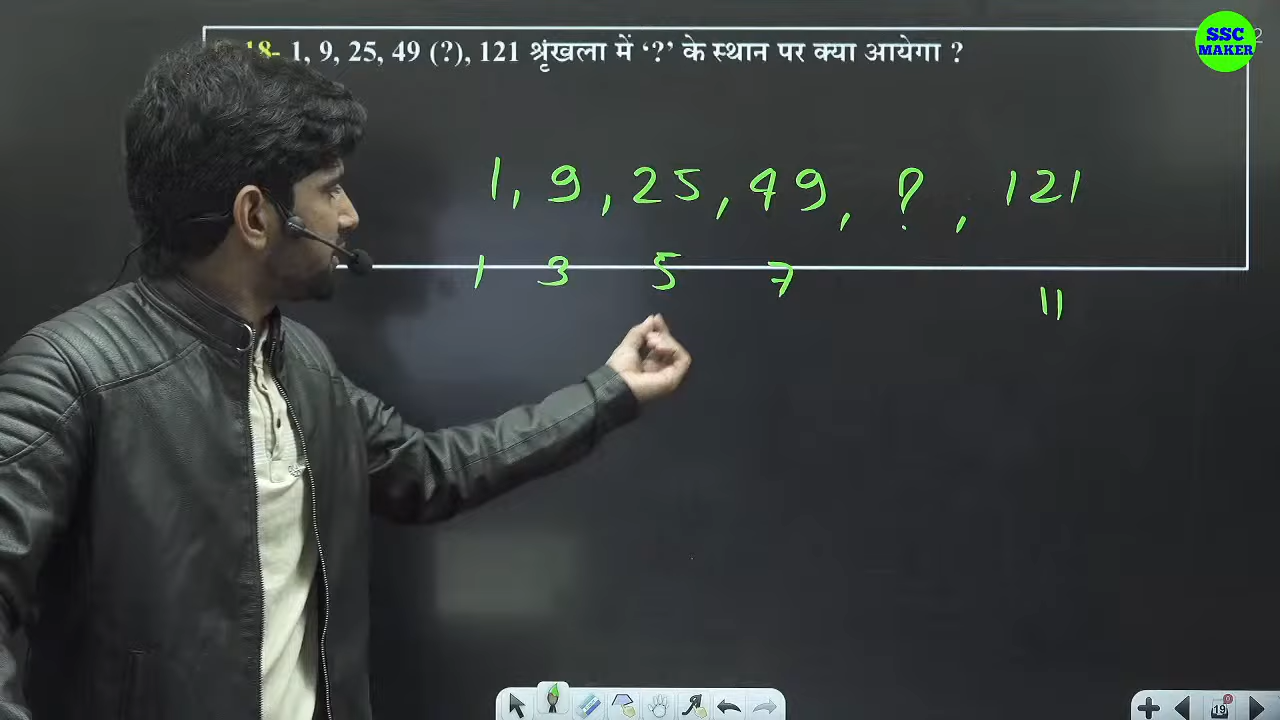 18- 1, 9, 25, 49 (?), 121 श्रृंखला में ‘?’ के स्थान पर क्या आयेगा ?
SSC
MAKER
1, 9, 25, 49, ?, 121
1 3 5 7 11
19